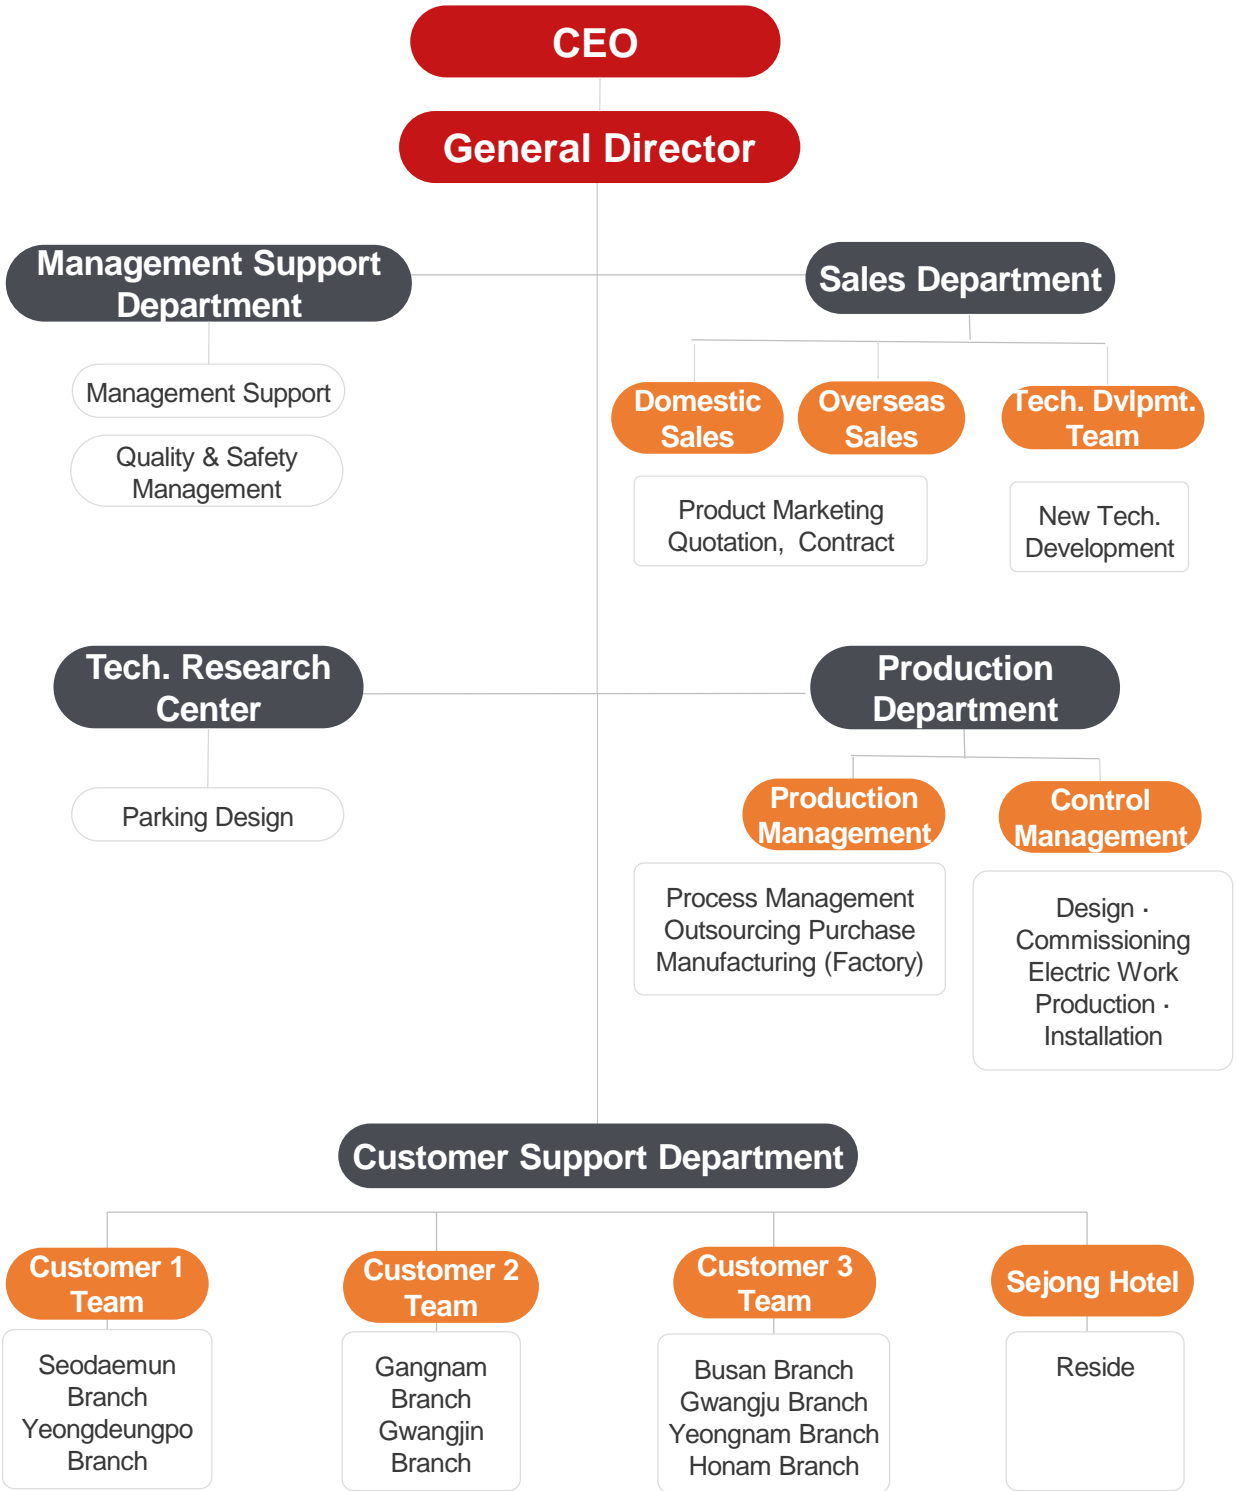 CEO
General Director
Management Support
Department
Management Support
Quality & Safety
Management
Sales Department
Domestic
Sales
Overseas
Sales
Tech. Dvlpmt.
Team
Product Marketing
Quotation, Contract
New Tech.
Development
Tech. Research
Center
Parking Design
Production
Department
Production
Management
Control
Management
Process Management
Outsourcing Purchase
Manufacturing (Factory)
Design ·
Commissioning
Electric Work
Production ·
Installation
Customer Support Department
Customer 1
Team
Customer 2
Team
Customer 3
Team
Sejong Hotel
Seodaemun
Branch
Yeongdeungpo
Branch
Gangnam
Branch
Gwangjin
Branch
Busan Branch
Gwangju Branch
Yeongnam Branch
Honam Branch
Reside